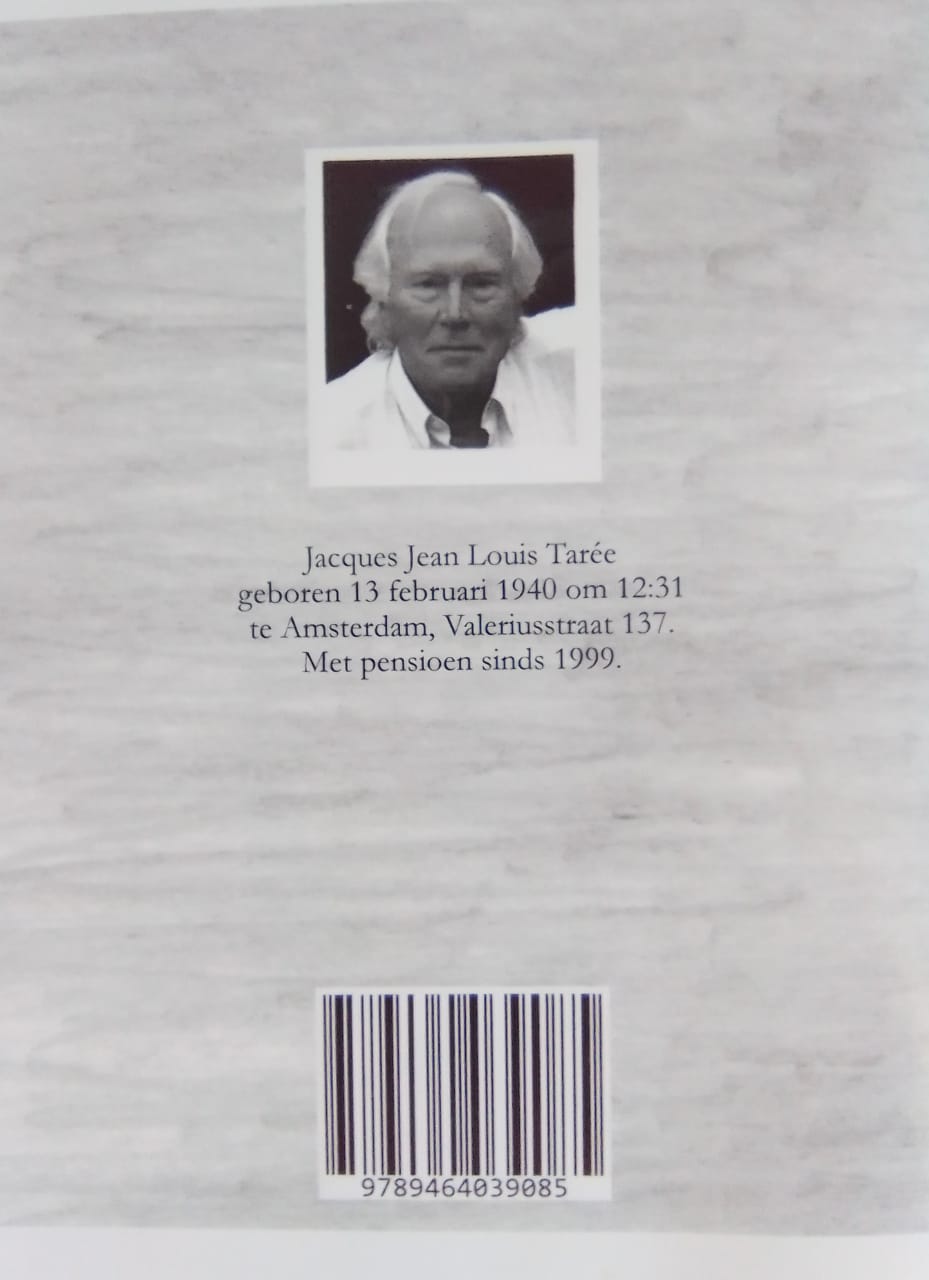 Jacques Jean Louis Tarée
geboren 13 februari 1940 om 12:31
te Amsterdam, Valeriusstraat 137.
Met pensioen sinds 1999.
9789464039085